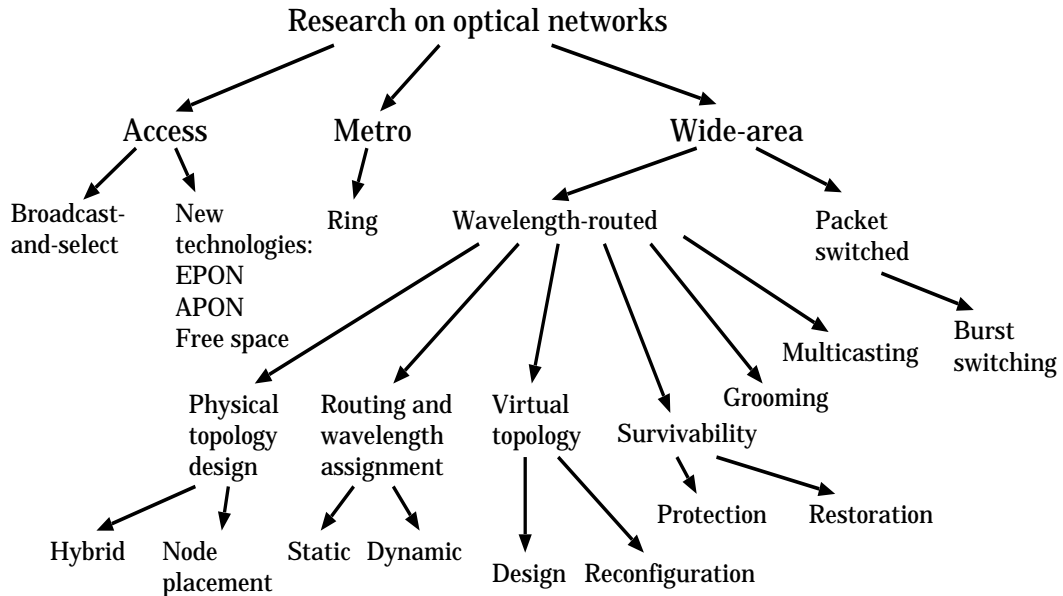 Research on optical networks
Access
Metro
Wide-area
Broadcast-
and-select
New
technologies:
EPON
APON
Free space
Ring
Wavelength-routed
Packet
switched
Burst
switching
Multicasting
Grooming
Physical
topology
design
Routing and
wavelength
assignment
Virtual
topology
Survivability
Protection
Restoration
Hybrid
Node
placement
Static
Dynamic
Design
Reconfiguration